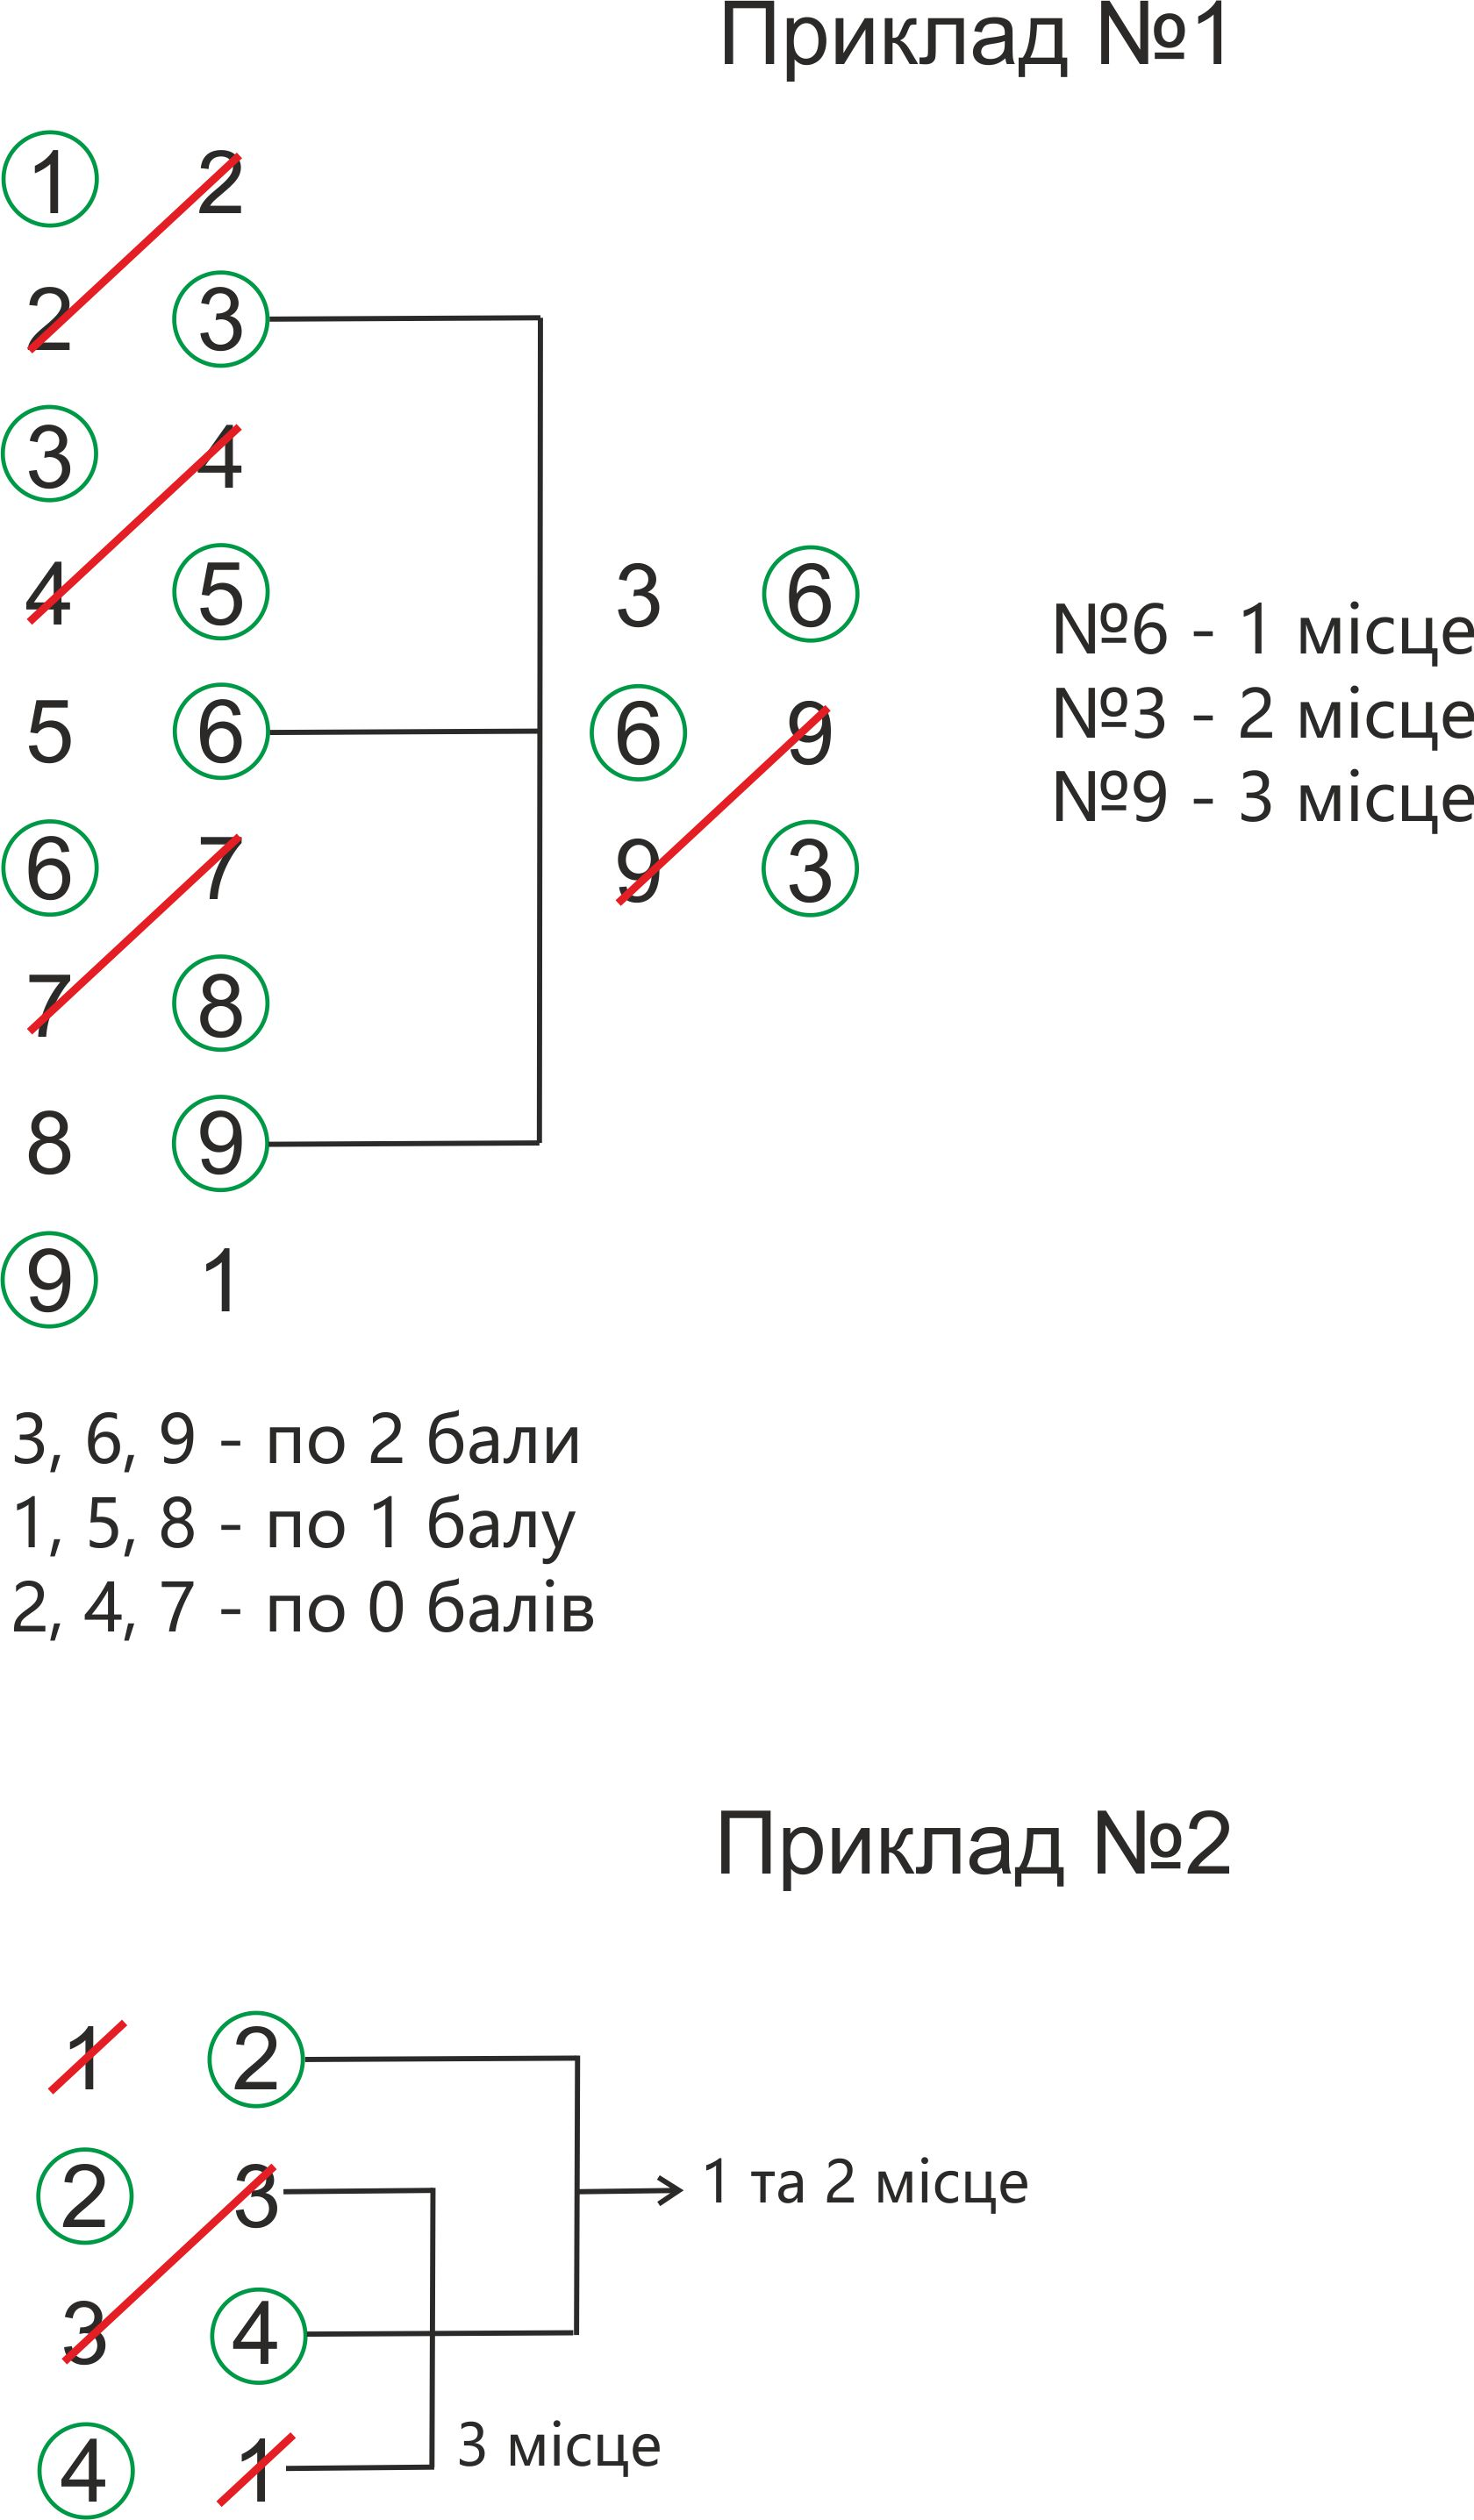 Приклад №1
1 2
2 3
3 4
4 5
5 6
6 7
7 8
8 9
9 1
3 6
6 9
9 3
№6 - 1 місце
№3 - 2 місце
№9 - 3 місце
3, 6, 9 - по 2 бали
1, 5, 8 - по 1 балу
2, 4, 7 - по 0 балів
Приклад №2
1 2
2 3
3 4
4 1
1 та 2 місце
3 місце